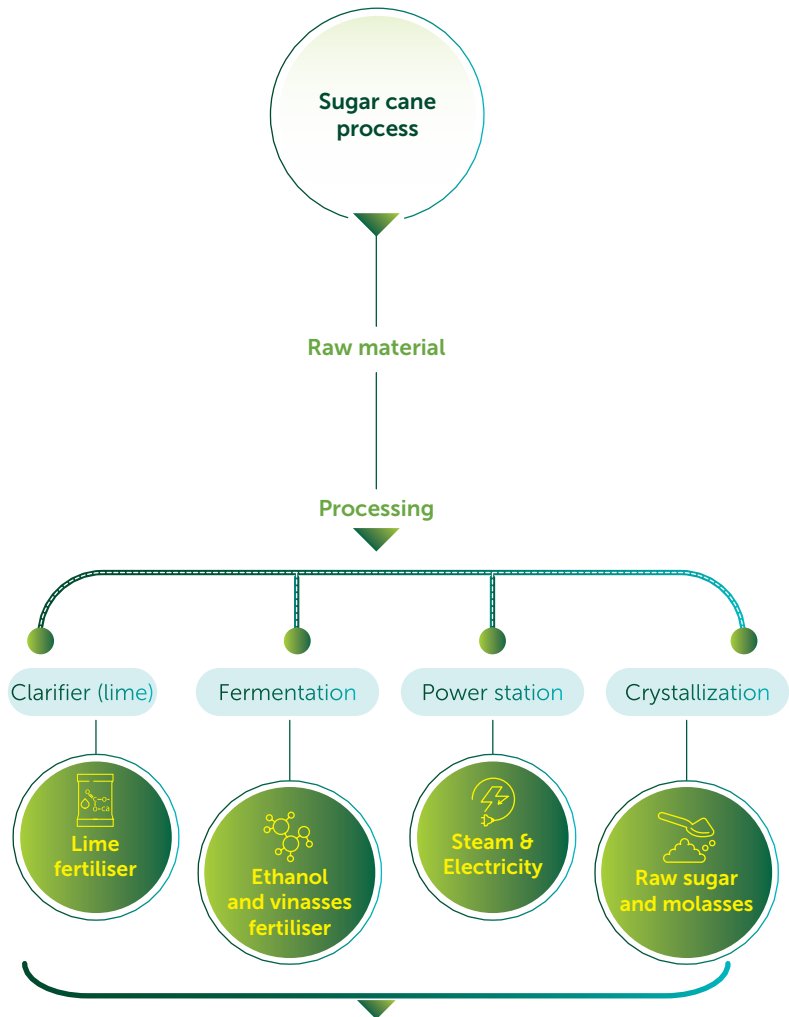 Sugar cane
process
Raw material
Processing
Clarifier (lime)
Fermentation
Power station
Crystallization
Lime
fertiliser
Ethanol
and vinasses
fertiliser
Steam &
Electricity
Raw sugar
and molasses